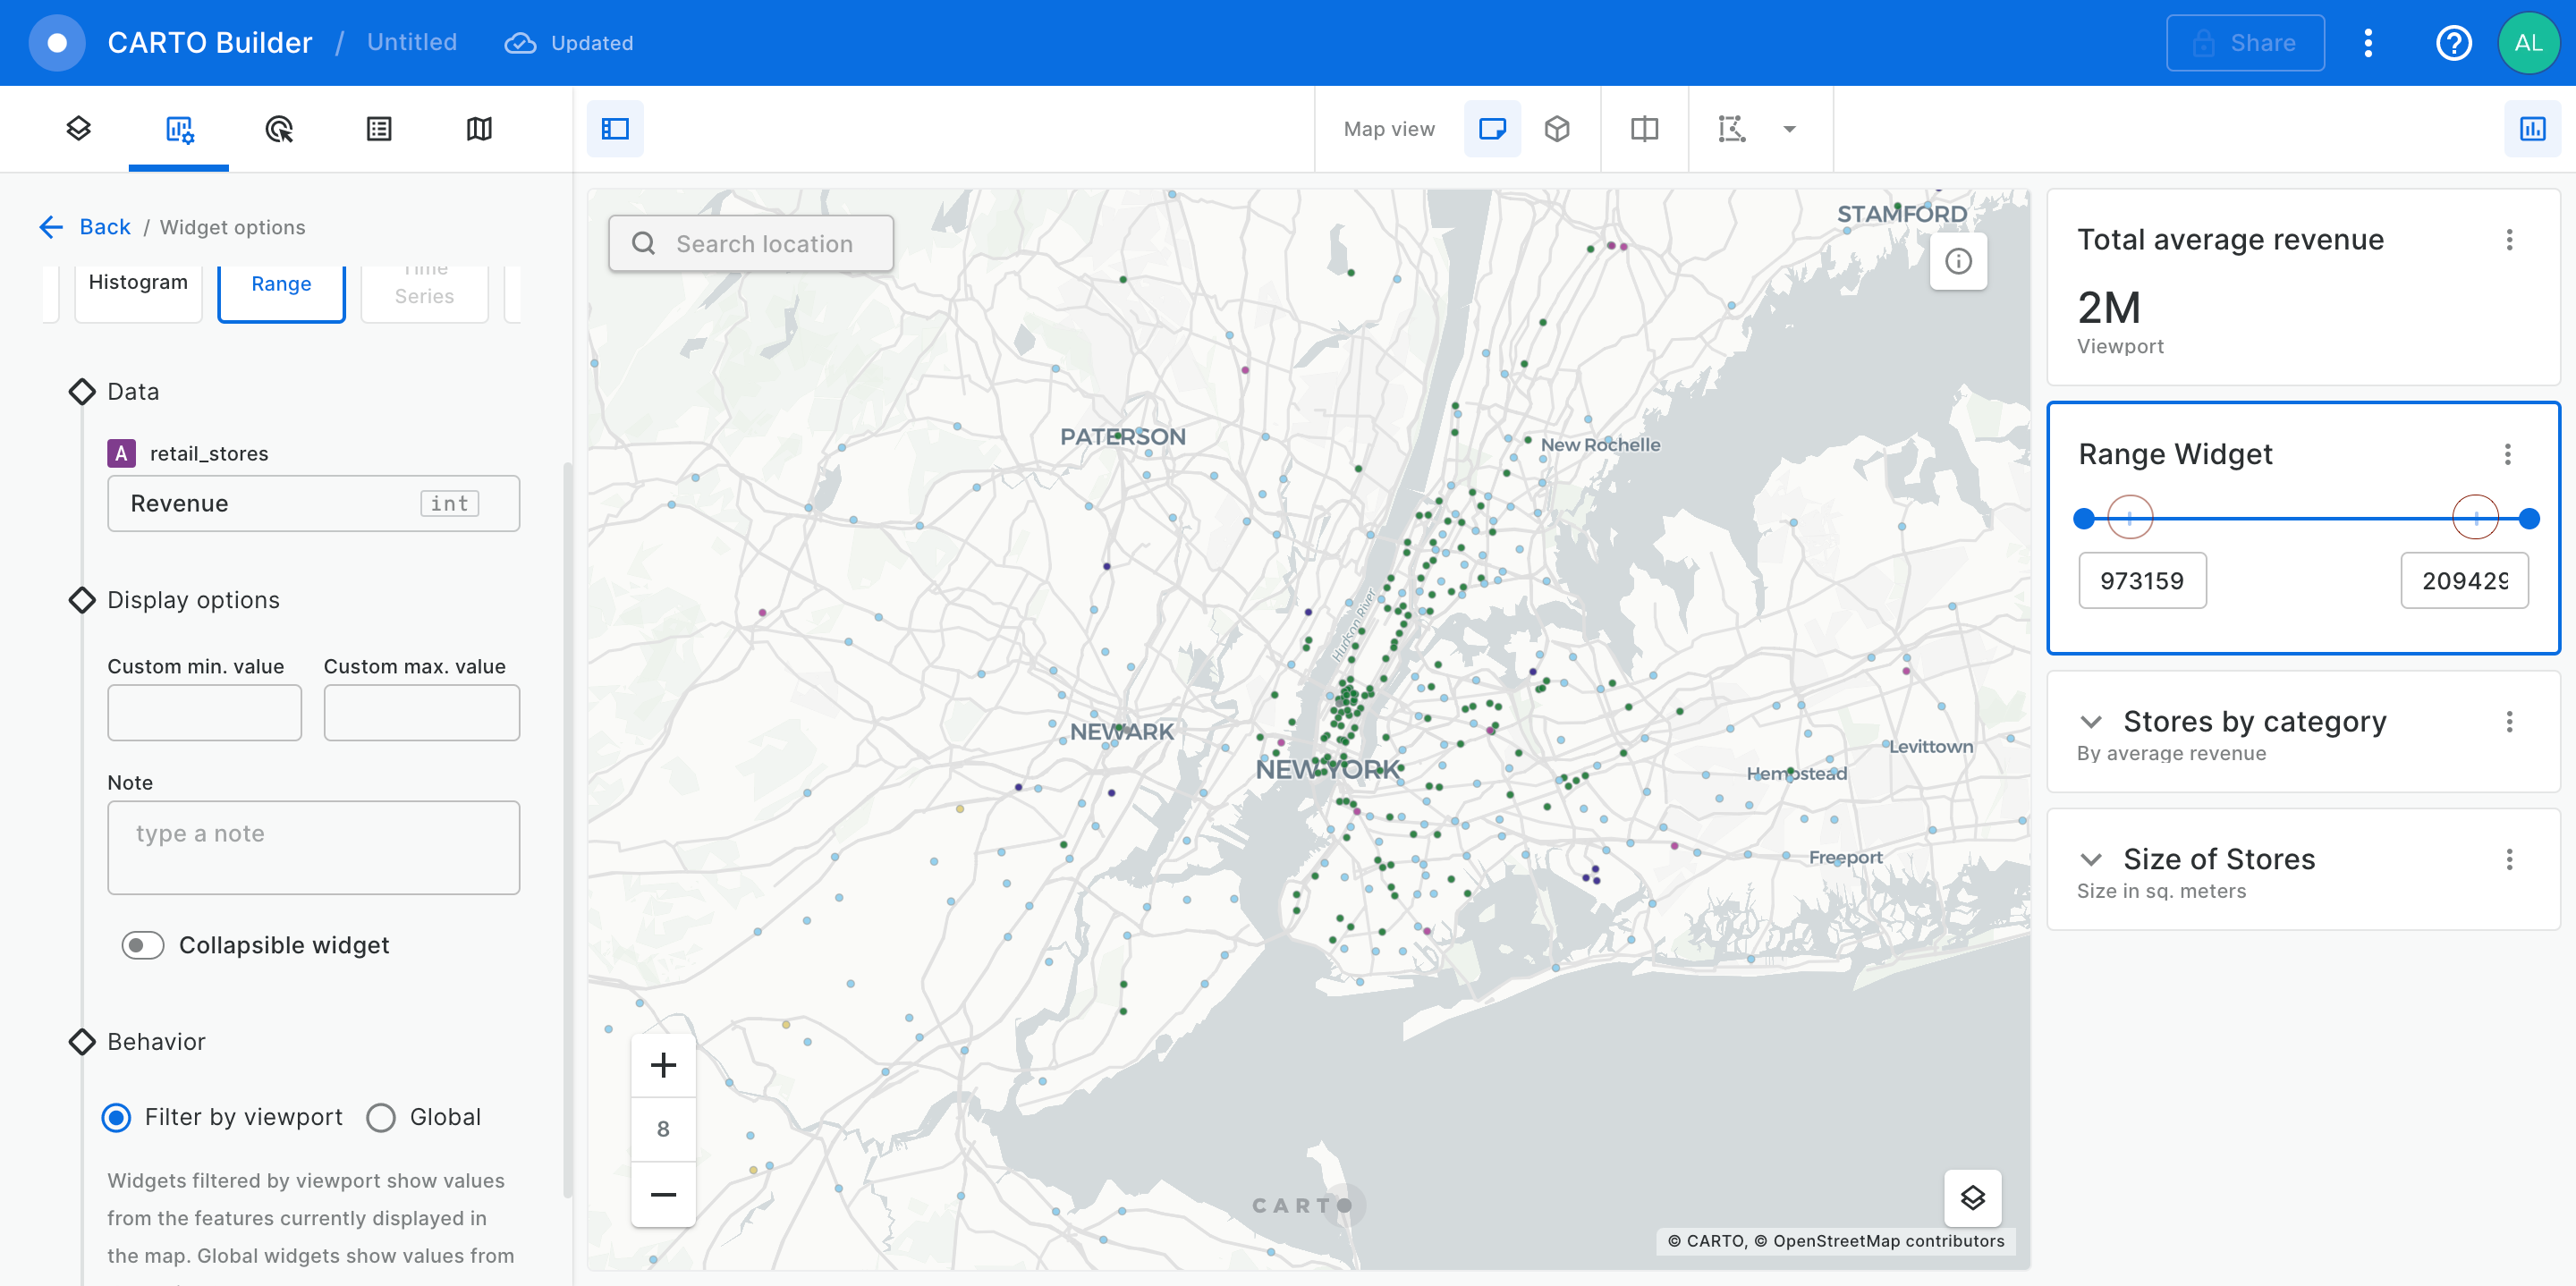 CARTO Builder / Untitled Updated
Share
AL
Map view
Back / Widget options
Histogram
Range
Time
Series
Data
A retail_stores
Revenue int
Display options
Custom min. value Custom max. value
Note
type a note
Collapsible widget
Behavior
Filter by viewport Global
Widgets filtered by viewport show values
from the features currently displayed in
the map. Global widgets show values from
Search location
STAMFORD
PATERSON
New Rochelle
Hudson River
NEWARK
NEW YORK
Levittown
Hempstead
Freeport
+
8
−
CARTO
© CARTO, © OpenStreetMap contributors
Total average revenue
2M
Viewport
Range Widget
973159 209429
Stores by category
By average revenue
Size of Stores
Size in sq. meters